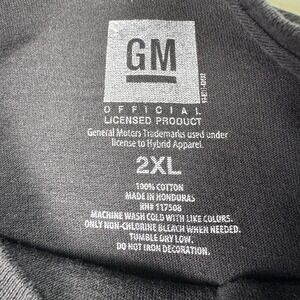 GM
OFFICIAL
LICENSED PRODUCT
General Motors Trademarks used under
license to Hybrid Apparel.
2XL
100% COTTON
MADE IN HONDURAS
RN# 117508
MACHINE WASH COLD WITH LIKE COLORS.
ONLY NON-CHLORINE BLEACH WHEN NEEDED.
TUMBLE DRY LOW.
DO NOT IRON DECORATION.